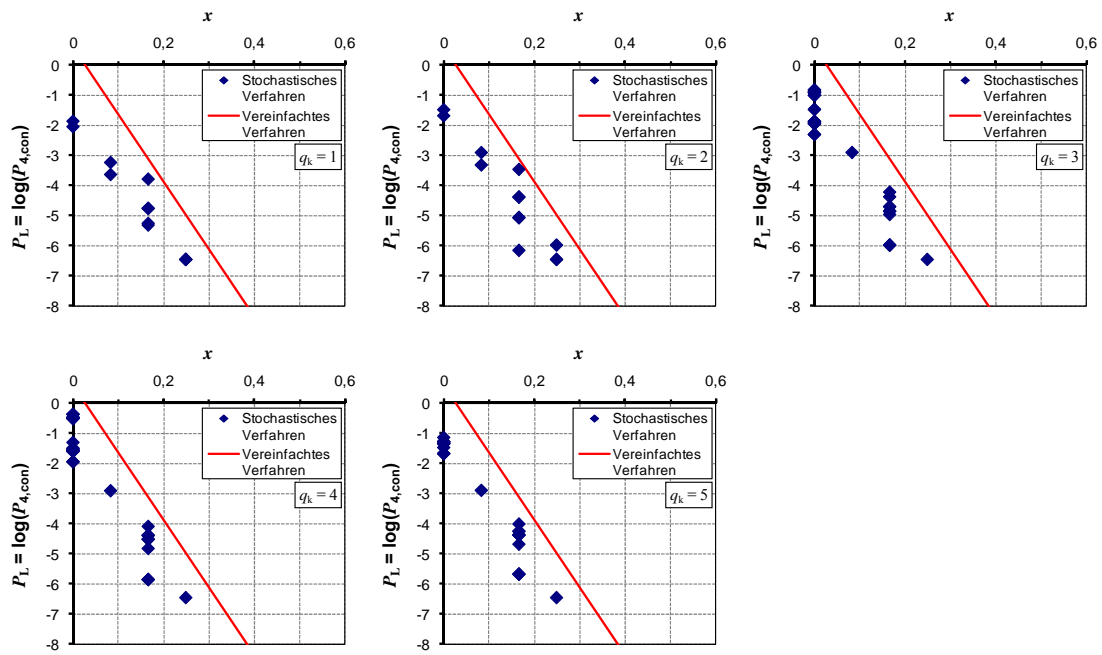 x
0 0,2 0,4 0,6
0
-1
-2
-3
-4
-5
-6
-7
-8
P_L = log(P_4,con)
Stochastisches
Verfahren
Vereinfachtes
Verfahren
q_k = 1
x
0 0,2 0,4 0,6
0
-1
-2
-3
-4
-5
-6
-7
-8
P_L = log(P_4,con)
Stochastisches
Verfahren
Vereinfachtes
Verfahren
q_k = 2
x
0 0,2 0,4 0,6
0
-1
-2
-3
-4
-5
-6
-7
-8
P_L = log(P_4,con)
Stochastisches
Verfahren
Vereinfachtes
Verfahren
q_k = 3
x
0 0,2 0,4 0,6
0
-1
-2
-3
-4
-5
-6
-7
-8
P_L = log(P_4,con)
Stochastisches
Verfahren
Vereinfachtes
Verfahren
q_k = 4
x
0 0,2 0,4 0,6
0
-1
-2
-3
-4
-5
-6
-7
-8
P_L = log(P_4,con)
Stochastisches
Verfahren
Vereinfachtes
Verfahren
q_k = 5